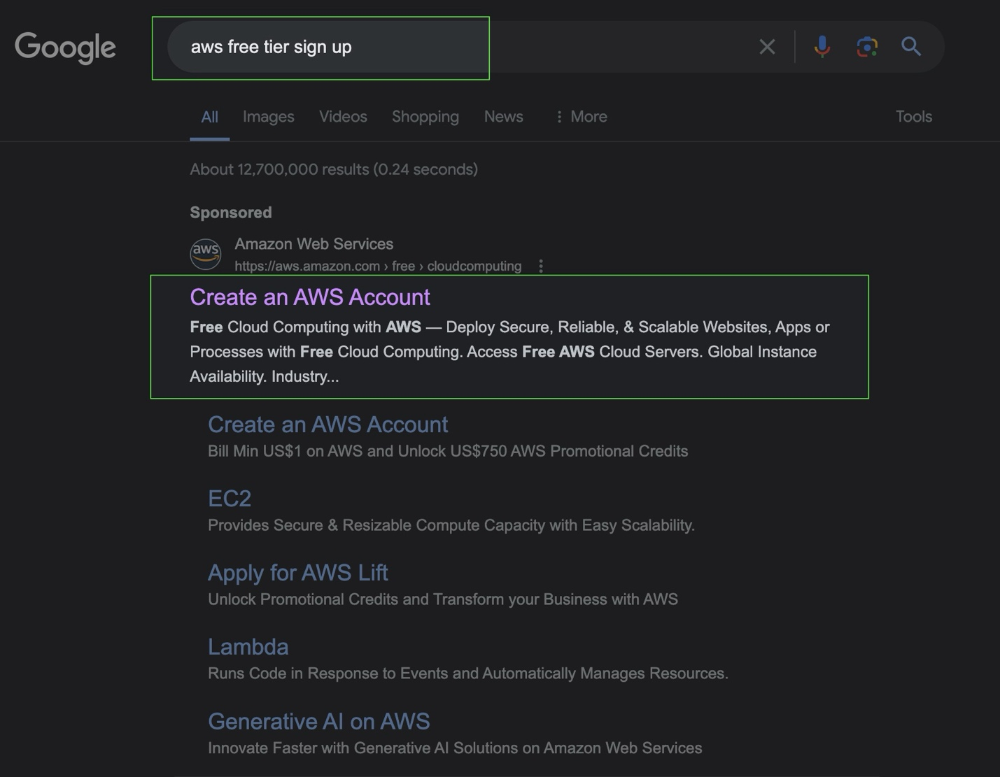 Google
aws free tier sign up
All Images Videos Shopping News More Tools
About 12,700,000 results (0.24 seconds)
Sponsored
aws
Amazon Web Services
https://aws.amazon.com › free › cloudcomputing
Create an AWS Account
Free Cloud Computing with AWS — Deploy Secure, Reliable, & Scalable Websites, Apps or
Processes with Free Cloud Computing. Access Free AWS Cloud Servers. Global Instance
Availability. Industry...
Create an AWS Account
Bill Min US$1 on AWS and Unlock US$750 AWS Promotional Credits
EC2
Provides Secure & Resizable Compute Capacity with Easy Scalability.
Apply for AWS Lift
Unlock Promotional Credits and Transform your Business with AWS
Lambda
Runs Code in Response to Events and Automatically Manages Resources.
Generative AI on AWS
Innovate Faster with Generative AI Solutions on Amazon Web Services